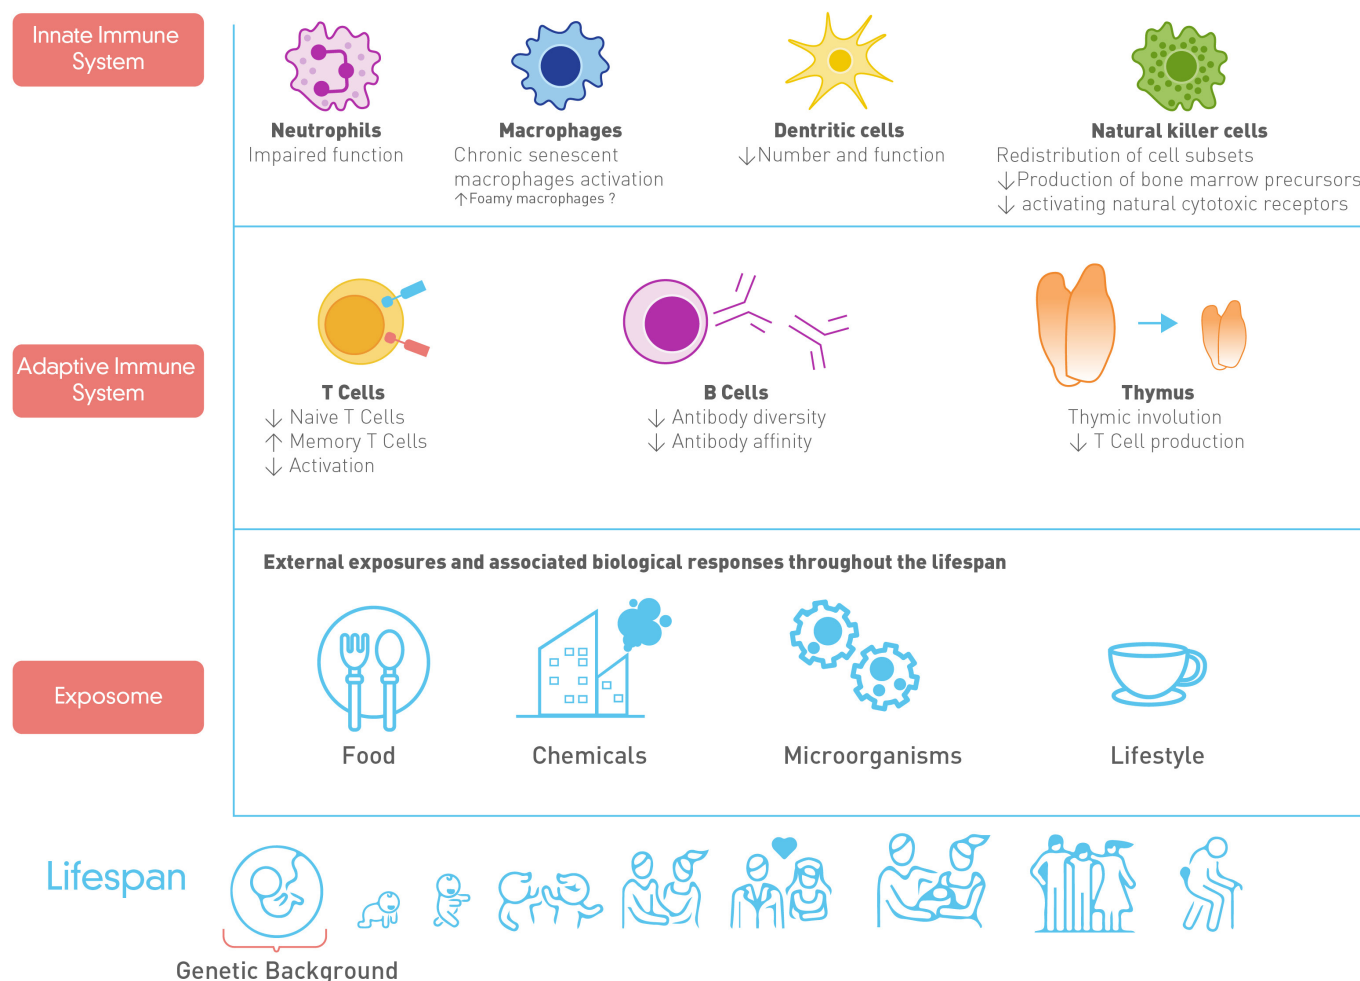 Innate Immune
System
Neutrophils
Impaired function
Macrophages
Chronic senescent
macrophages activation
↑Foamy macrophages ?
Dentritic cells
↓Number and function
Natural killer cells
Redistribution of cell subsets
↓Production of bone marrow precursors
↓ activating natural cytotoxic receptors
Adaptive Immune
System
T Cells
↓ Naive T Cells
↑ Memory T Cells
↓ Activation
B Cells
↓ Antibody diversity
↓ Antibody affinity
Thymus
Thymic involution
↓ T Cell production
External exposures and associated biological responses throughout the lifespan
Exposome
Food
Chemicals
Microorganisms
Lifestyle
Lifespan
Genetic Background